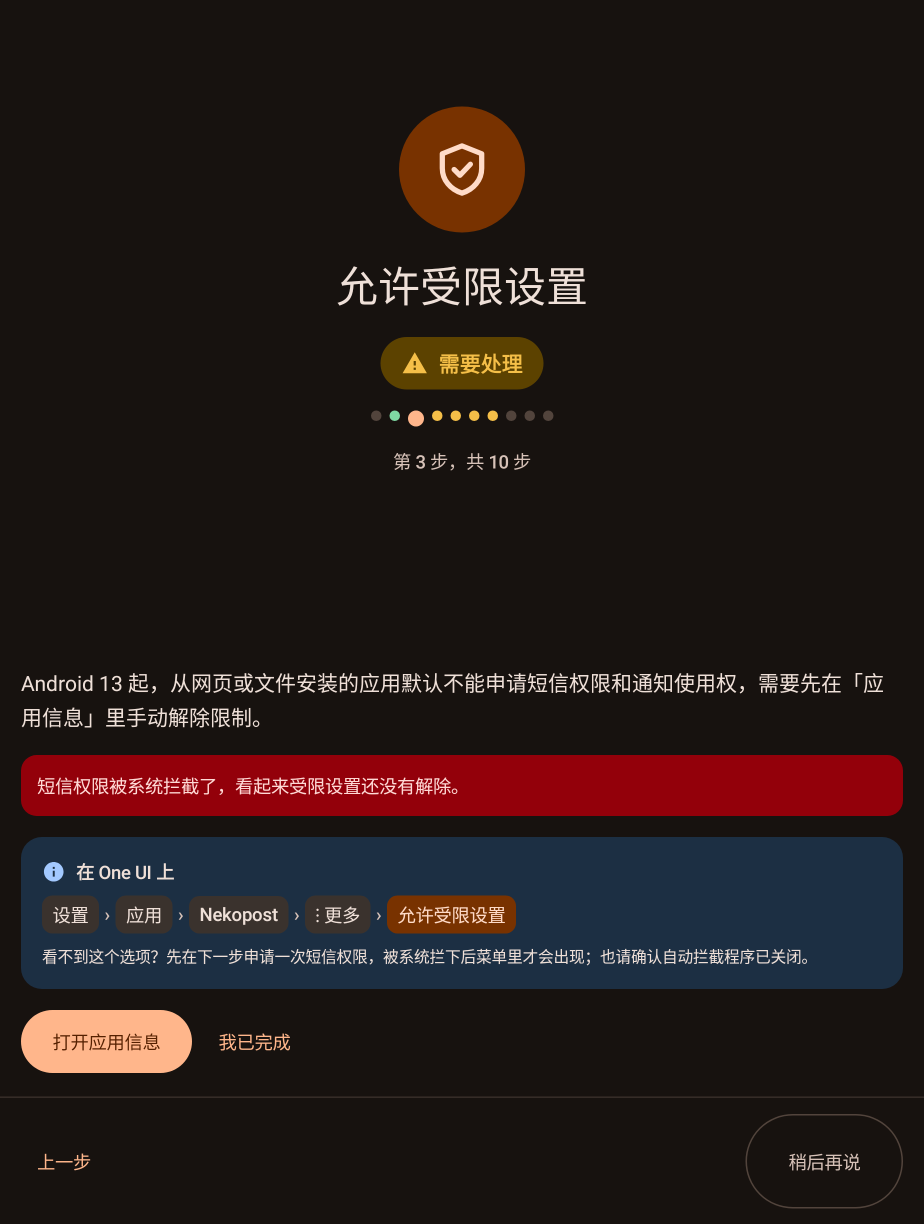 允许受限设置
需要处理
第 3 步，共 10 步
Android 13 起，从网页或文件安装的应用默认不能申请短信权限和通知使用权，需要先在「应
用信息」里手动解除限制。
短信权限被系统拦截了，看起来受限设置还没有解除。
在 One UI 上
设置 › 应用 › Nekopost › ⋮更多 › 允许受限设置
看不到这个选项？先在下一步申请一次短信权限，被系统拦下后菜单里才会出现；也请确认自动拦截程序已关闭。
打开应用信息 我已完成
上一步 稍后再说